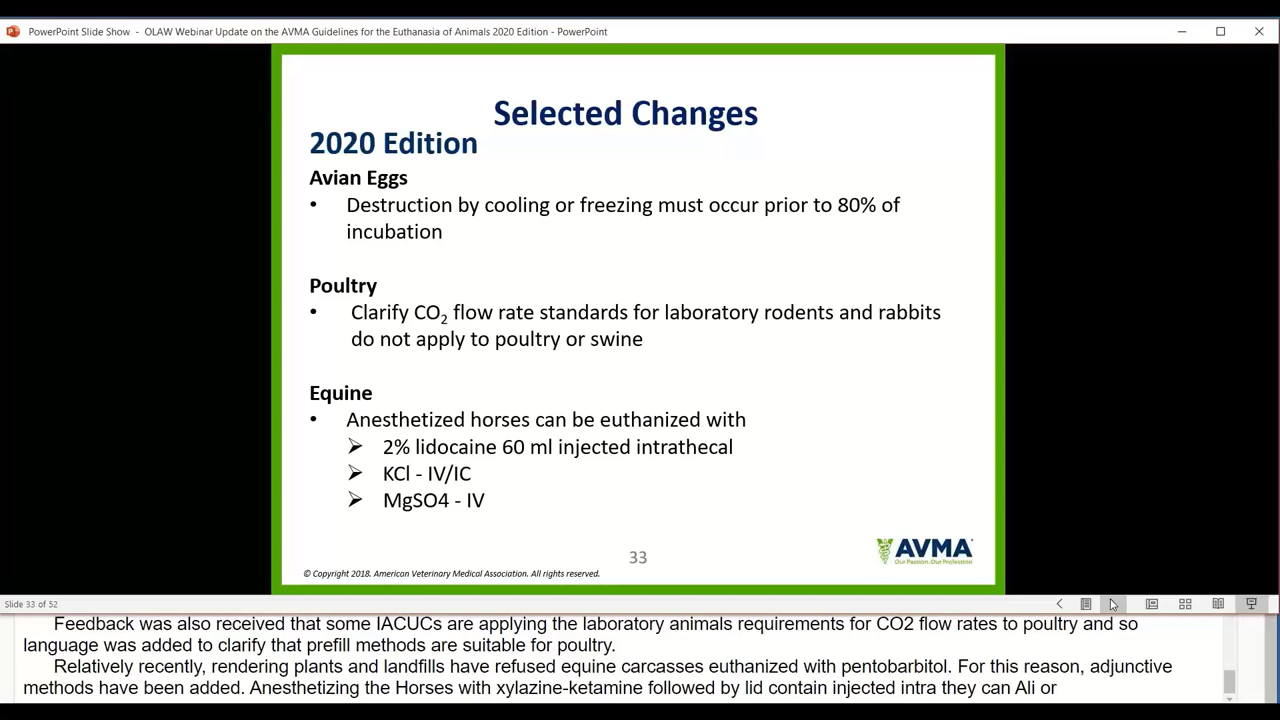 PowerPoint Slide Show - OLAW Webinar Update on the AVMA Guidelines for the Euthanasia of Animals 2020 Edition - PowerPoint
Selected Changes
2020 Edition
Avian Eggs
• Destruction by cooling or freezing must occur prior to 80% of
incubation
Poultry
• Clarify CO2 flow rate standards for laboratory rodents and rabbits
do not apply to poultry or swine
Equine
• Anesthetized horses can be euthanized with
➢ 2% lidocaine 60 ml injected intrathecal
➢ KCl - IV/IC
➢ MgSO4 - IV
33
AVMA
Our Passion. Our Profession.
© Copyright 2018. American Veterinary Medical Association. All rights reserved.
Slide 33 of 52
Feedback was also received that some IACUCs are applying the laboratory animals requirements for CO2 flow rates to poultry and so
language was added to clarify that prefill methods are suitable for poultry.
Relatively recently, rendering plants and landfills have refused equine carcasses euthanized with pentobarbitol. For this reason, adjunctive
methods have been added. Anesthetizing the Horses with xylazine-ketamine followed by lid contain injected intra they can Ali or